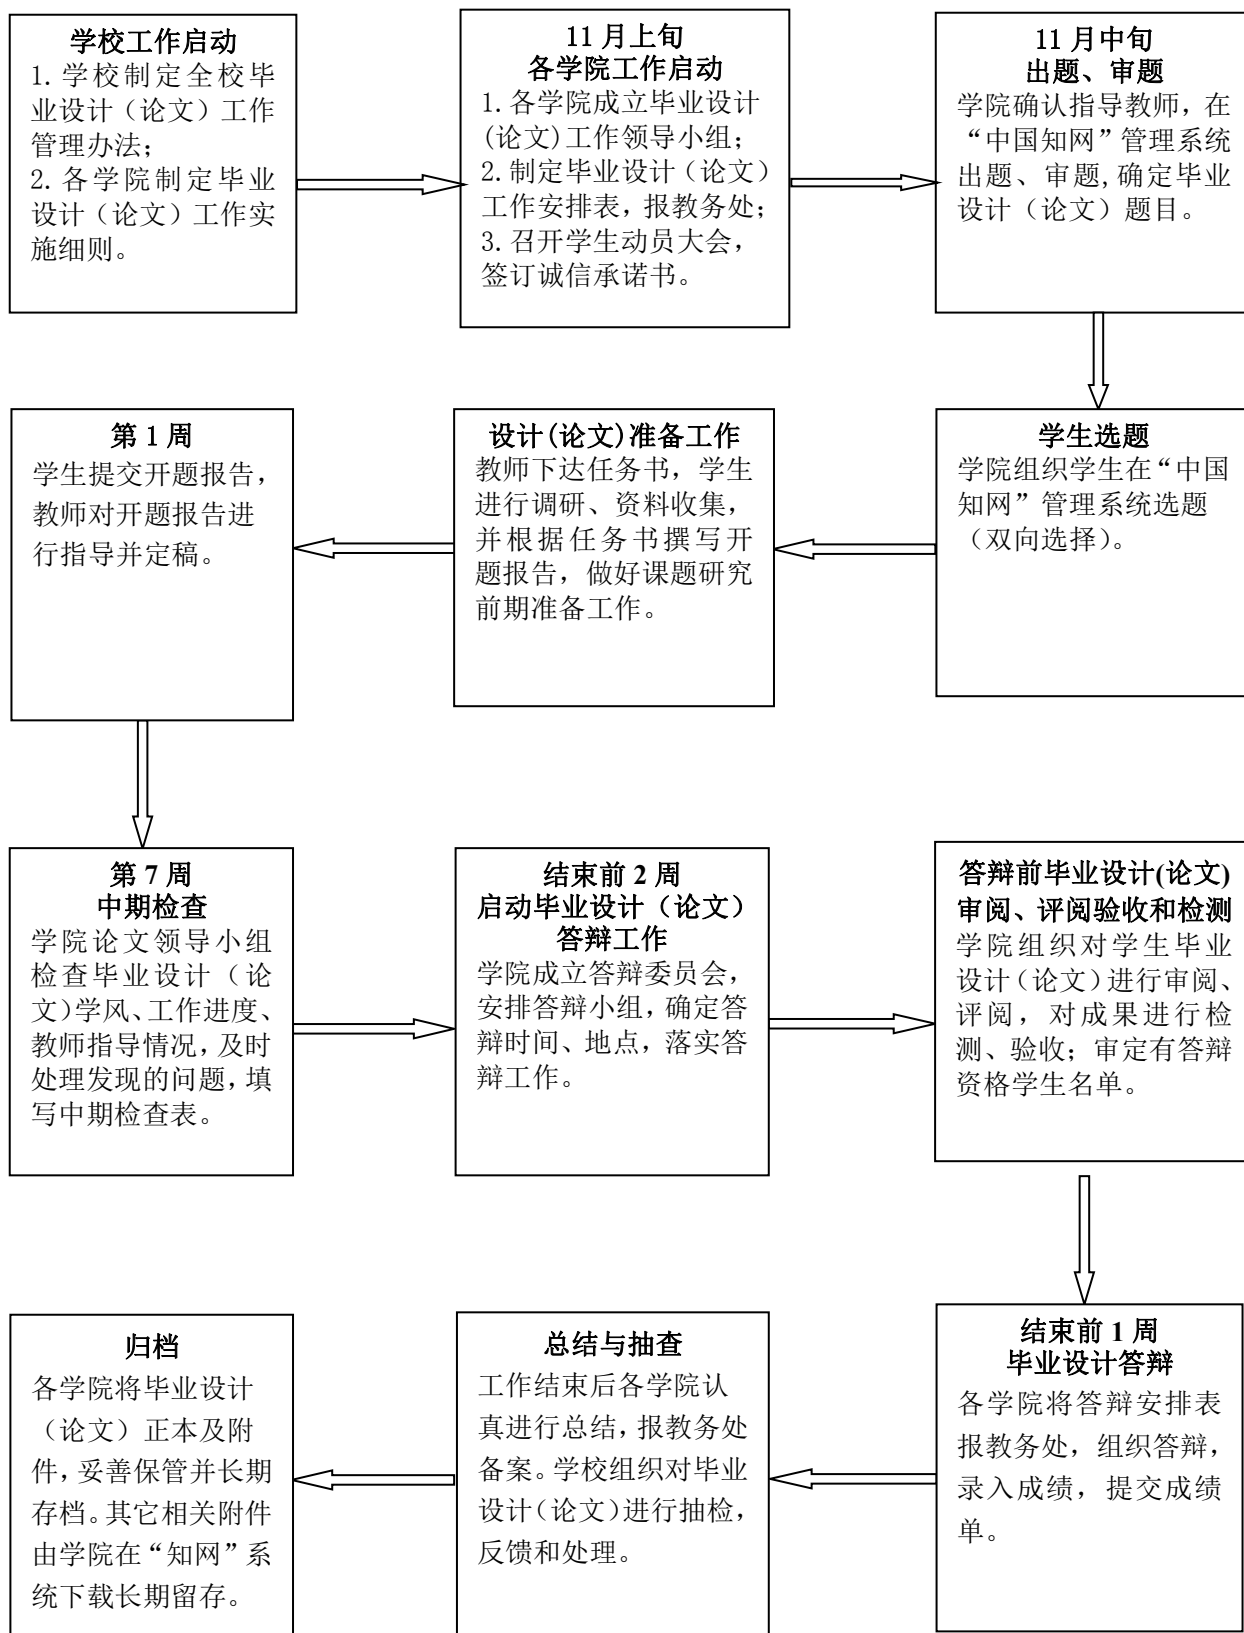 学校工作启动
1.学校制定全校毕
业设计（论文）工作
管理办法；
2.各学院制定毕业
设计（论文）工作实
施细则。
11月上旬
各学院工作启动
1.各学院成立毕业设计
(论文)工作领导小组；
2.制定毕业设计（论文）
工作安排表，报教务处；
3.召开学生动员大会，
签订诚信承诺书。
11月中旬
出题、审题
学院确认指导教师，在
“中国知网”管理系统
出题、审题,确定毕业
设计（论文）题目。
学生选题
学院组织学生在“中国
知网”管理系统选题
（双向选择）。
设计(论文)准备工作
教师下达任务书，学生
进行调研、资料收集，
并根据任务书撰写开
题报告，做好课题研究
前期准备工作。
第1周
学生提交开题报告，
教师对开题报告进
行指导并定稿。
第7周
中期检查
学院论文领导小组
检查毕业设计（论
文)学风、工作进度、
教师指导情况，及时
处理发现的问题，填
写中期检查表。
结束前2周
启动毕业设计（论文）
答辩工作
学院成立答辩委员会，
安排答辩小组，确定答
辩时间、地点，落实答
辩工作。
答辩前毕业设计(论文)
审阅、评阅验收和检测
学院组织对学生毕业
设计(论文)进行审阅、
评阅，对成果进行检
测、验收；审定有答辩
资格学生名单。
结束前1周
毕业设计答辩
各学院将答辩安排表
报教务处，组织答辩，
录入成绩，提交成绩
单。
总结与抽查
工作结束后各学院认
真进行总结，报教务处
备案。学校组织对毕业
设计(论文)进行抽检，
反馈和处理。
归档
各学院将毕业设计
（论文）正本及附
件，妥善保管并长期
存档。其它相关附件
由学院在“知网”系
统下载长期留存。